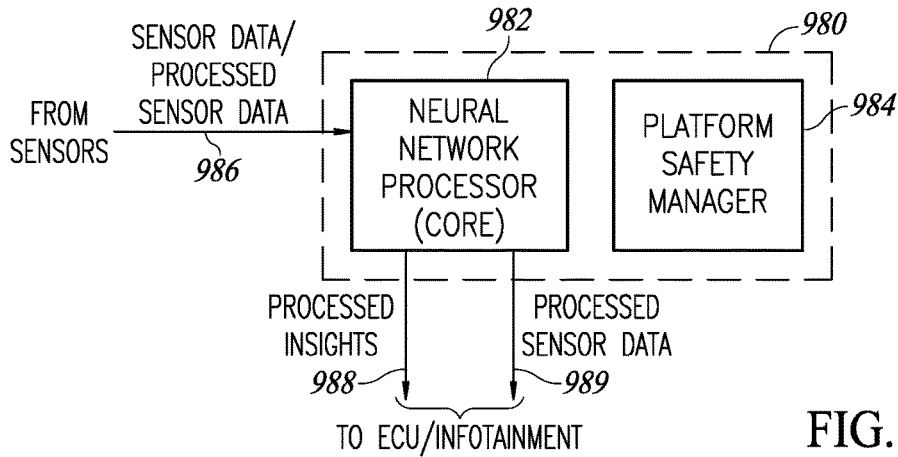 982
980
SENSOR DATA/
PROCESSED
SENSOR DATA
FROM
SENSORS
986
NEURAL
NETWORK
PROCESSOR
(CORE)
PLATFORM
SAFETY
MANAGER
984
PROCESSED
INSIGHTS
988
PROCESSED
SENSOR DATA
989
TO ECU/INFOTAINMENT
FIG.